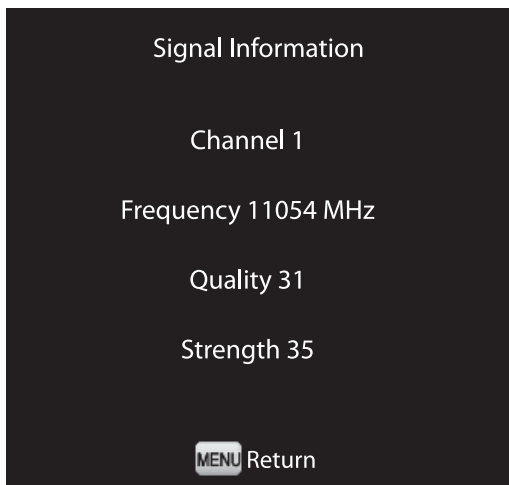 Signal Information
Channel 1
Frequency 11054 MHz
Quality 31
Strength 35
MENU Return